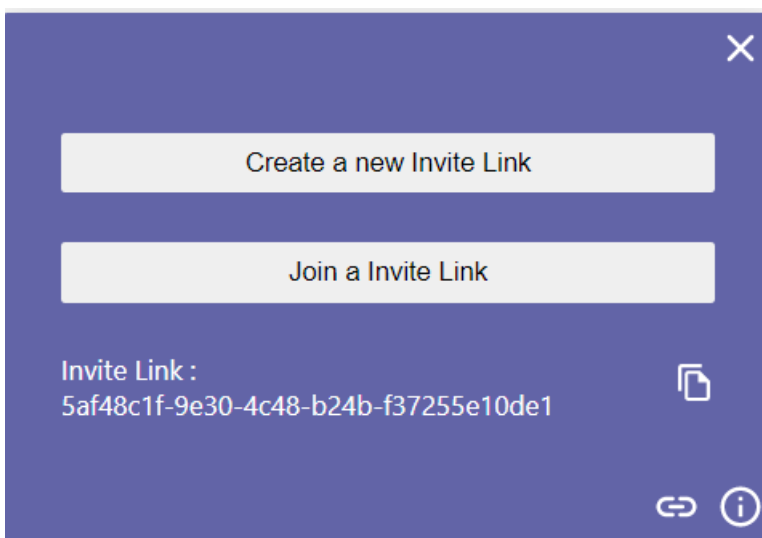 Create a new Invite Link
Join a Invite Link
Invite Link :
5af48c1f-9e30-4c48-b24b-f37255e10de1